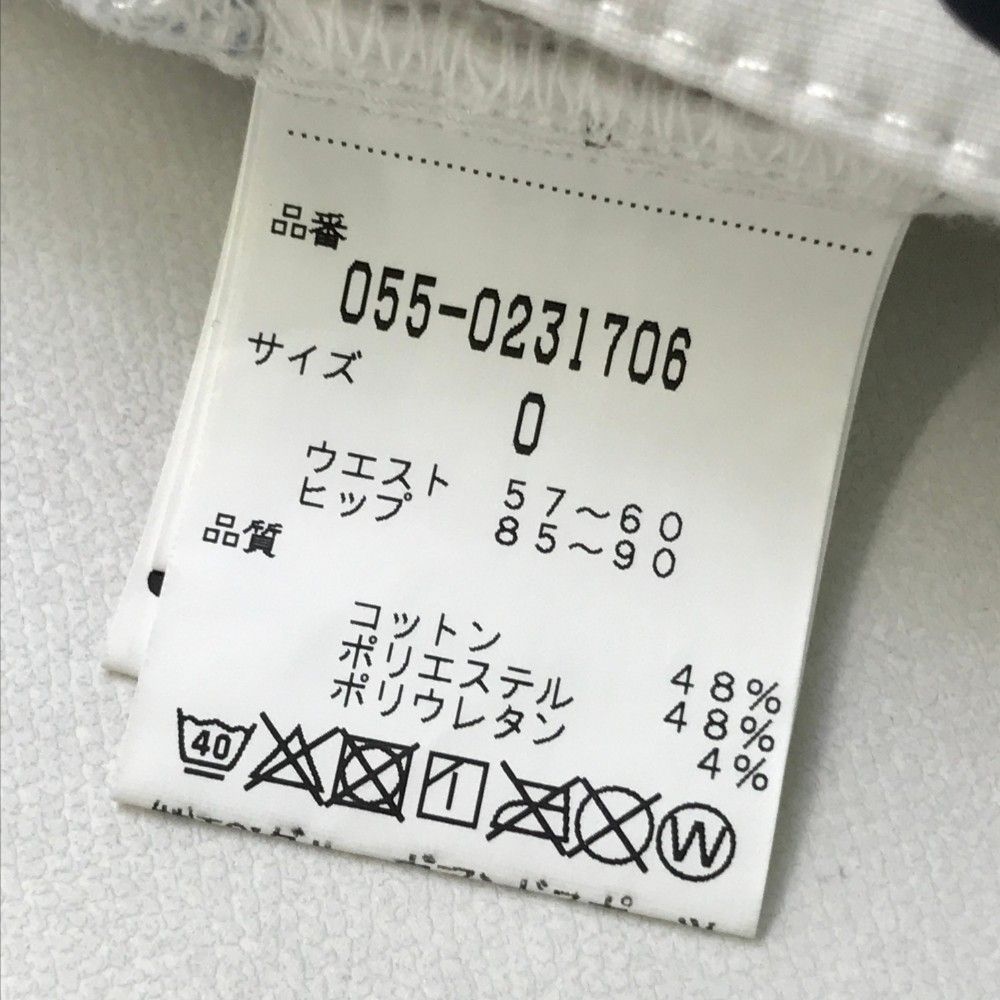 品番
055-0231706
サイズ
0
ウエスト 57~60
ヒップ 85~90
品質
コットン 48%
ポリエステル 48%
ポリウレタン 4%
40
W